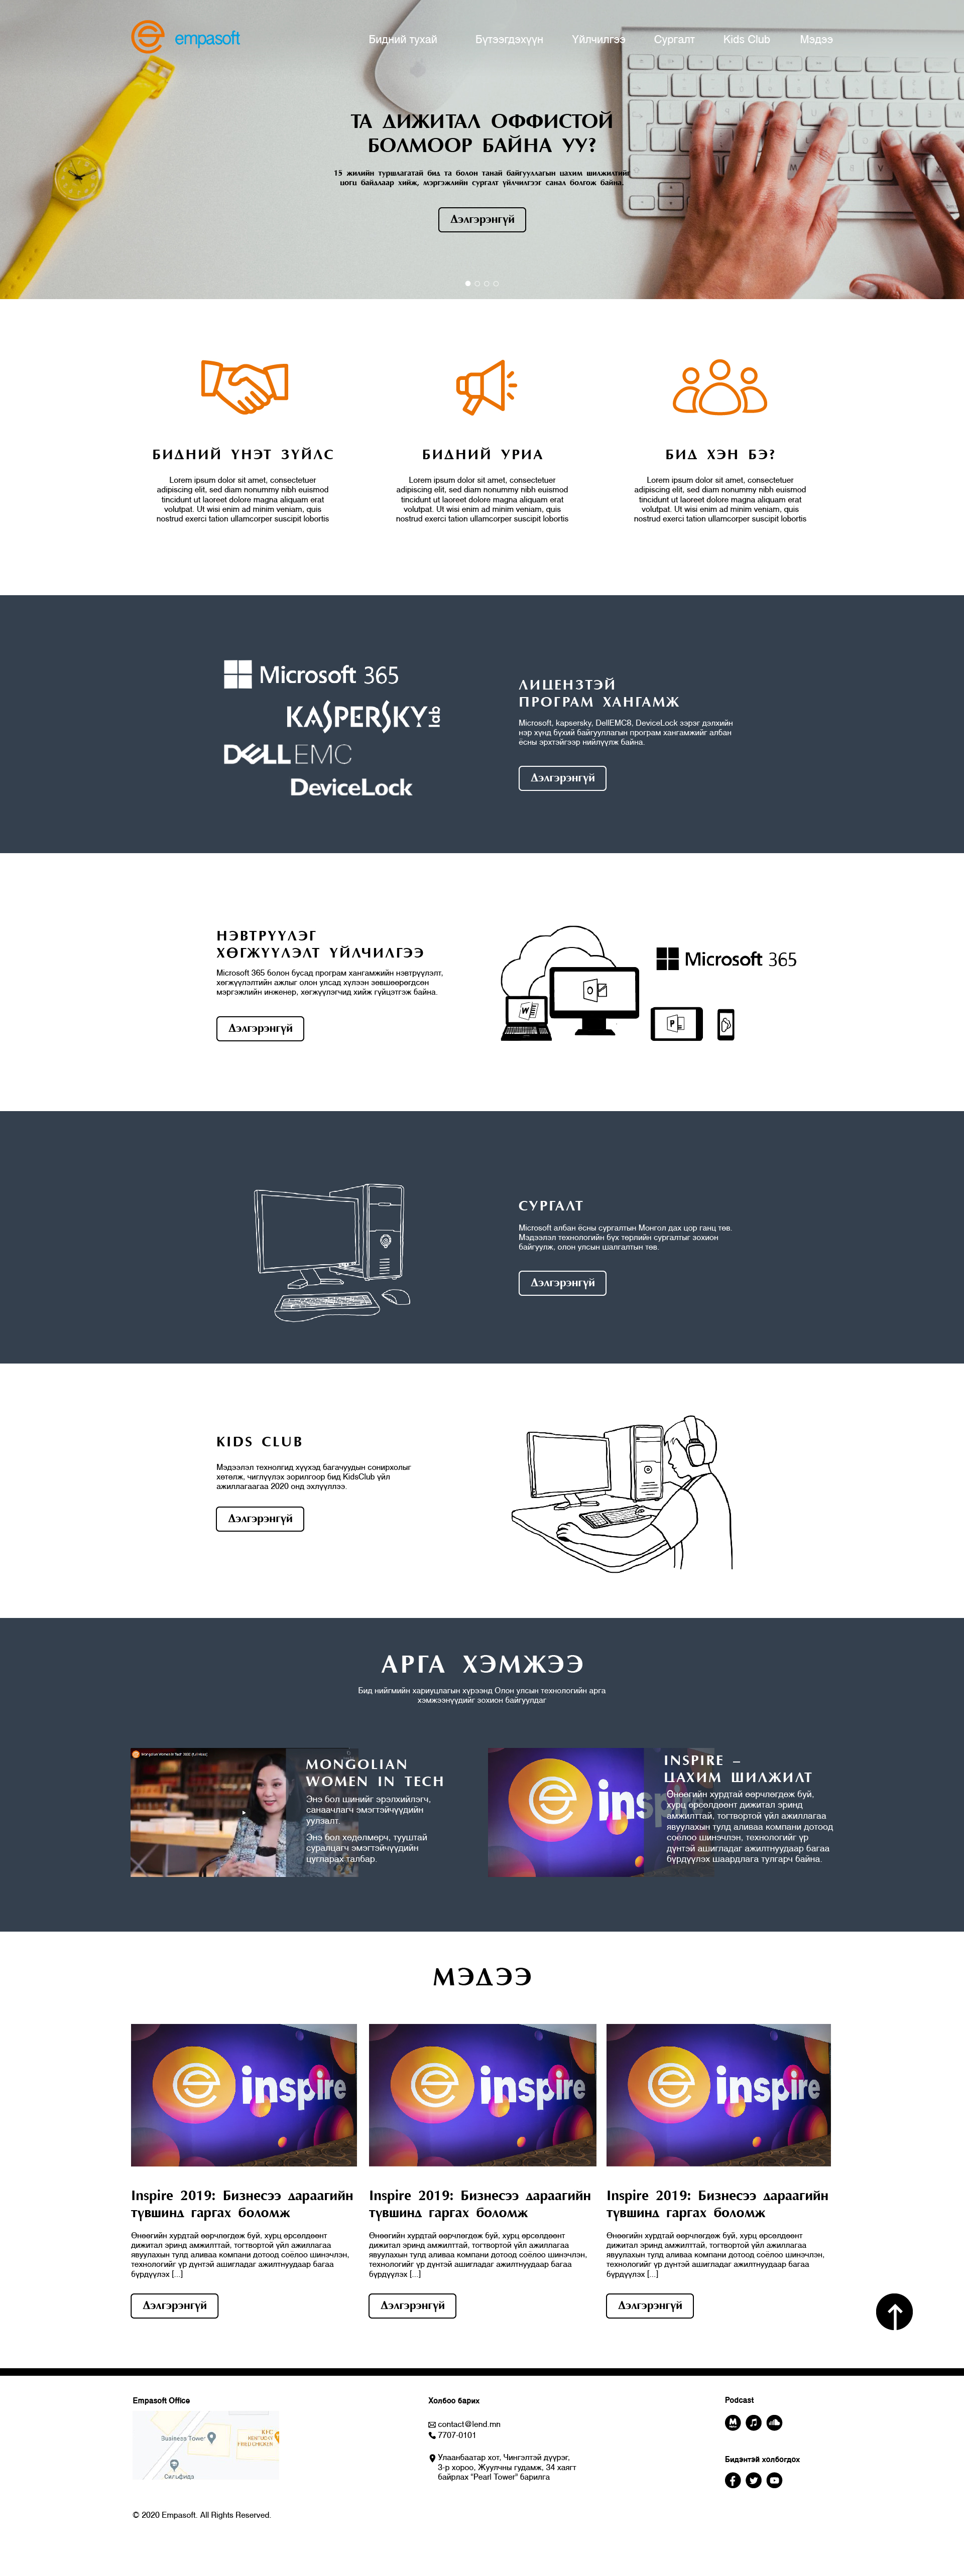 empasoft
Бидний тухай Бүтээгдэхүүн Үйлчилгээ Сургалт Kids Club Мэдээ
ТА ДИЖИТАЛ ОФФИСТОЙ
БОЛМООР БАЙНА УУ?
15 жилийн туршлагатай бид та болон танай байгууллагын цахим шилжилтийг
цогц байдлаар хийж, мэргэжлийн сургалт үйлчилгээг санал болгож байна.
Дэлгэрэнгүй
БИДНИЙ ҮНЭТ ЗҮЙЛС
Lorem ipsum dolor sit amet, consectetuer
adipiscing elit, sed diam nonummy nibh euismod
tincidunt ut laoreet dolore magna aliquam erat
volutpat. Ut wisi enim ad minim veniam, quis
nostrud exerci tation ullamcorper suscipit lobortis
БИДНИЙ УРИА
Lorem ipsum dolor sit amet, consectetuer
adipiscing elit, sed diam nonummy nibh euismod
tincidunt ut laoreet dolore magna aliquam erat
volutpat. Ut wisi enim ad minim veniam, quis
nostrud exerci tation ullamcorper suscipit lobortis
БИД ХЭН БЭ?
Lorem ipsum dolor sit amet, consectetuer
adipiscing elit, sed diam nonummy nibh euismod
tincidunt ut laoreet dolore magna aliquam erat
volutpat. Ut wisi enim ad minim veniam, quis
nostrud exerci tation ullamcorper suscipit lobortis
Microsoft 365
KASPERSKY lab
DELL EMC
DeviceLock
ЛИЦЕНЗТЭЙ
ПРОГРАМ ХАНГАМЖ
Microsoft, kapsersky, DellEMC8, DeviceLock зэрэг дэлхийн
нэр хүнд бүхий байгууллагын програм хангамжийг албан
ёсны эрхтэйгээр нийлүүлж байна.
Дэлгэрэнгүй
НЭВТРҮҮЛЭГ
ХӨГЖҮҮЛЭЛТ ҮЙЛЧИЛГЭЭ
Microsoft 365 болон бусад програм хангамжийн нэвтрүүлэлт,
хөгжүүлэлтийн ажлыг олон улсад хүлээн зөвшөөрөгдсөн
мэргэжлийн инженер, хөгжүүлэгчид хийж гүйцэтгэж байна.
Дэлгэрэнгүй
Microsoft 365
W
O
P
СУРГАЛТ
Microsoft албан ёсны сургалтын Монгол дах цор ганц төв.
Мэдээлэл технологийн бүх төрлийн сургалтыг зохион
байгуулж, олон улсын шалгалтын төв.
Дэлгэрэнгүй
KIDS CLUB
Мэдээлэл технолгид хүүхэд багачуудын сонирхолыг
хөтөлж, чиглүүлэх зорилгоор бид KidsClub үйл
ажиллагаагаа 2020 онд эхлүүллээ.
Дэлгэрэнгүй
АРГА ХЭМЖЭЭ
Бид нийгмийн хариуцлагын хүрээнд Олон улсын технологийн арга
хэмжээнүүдийг зохион байгуулдаг
MONGOLIAN
WOMEN IN TECH
Энэ бол шинийг эрэлхийлэгч,
санаачлагч эмэгтэйчүүдийн
уулзалт.
Энэ бол хөдөлмөрч, тууштай
суралцагч эмэгтэйчүүдийн
цугларах талбар.
inspire
INSPIRE –
ЦАХИМ ШИЛЖИЛТ
Өнөөгийн хурдтай өөрчлөгдөж буй,
хурц өрсөлдөөнт дижитал эринд
амжилттай, тогтвортой үйл ажиллагаа
явуулахын тулд аливаа компани дотоод
соёлоо шинэчлэн, технологийг үр
дүнтэй ашигладаг ажилтнуудаар багаа
бүрдүүлэх шаардлага тулгарч байна.
МЭДЭЭ
inspire
inspire
inspire
Inspire 2019: Бизнесээ дараагийн
түвшинд гаргах боломж
Өнөөгийн хурдтай өөрчлөгдөж буй, хурц өрсөлдөөнт
дижитал эринд амжилттай, тогтвортой үйл ажиллагаа
явуулахын тулд аливаа компани дотоод соёлоо шинэчлэн,
технологийг үр дүнтэй ашигладаг ажилтнуудаар багаа
бүрдүүлэх [...]
Дэлгэрэнгүй
Inspire 2019: Бизнесээ дараагийн
түвшинд гаргах боломж
Өнөөгийн хурдтай өөрчлөгдөж буй, хурц өрсөлдөөнт
дижитал эринд амжилттай, тогтвортой үйл ажиллагаа
явуулахын тулд аливаа компани дотоод соёлоо шинэчлэн,
технологийг үр дүнтэй ашигладаг ажилтнуудаар багаа
бүрдүүлэх [...]
Дэлгэрэнгүй
Inspire 2019: Бизнесээ дараагийн
түвшинд гаргах боломж
Өнөөгийн хурдтай өөрчлөгдөж буй, хурц өрсөлдөөнт
дижитал эринд амжилттай, тогтвортой үйл ажиллагаа
явуулахын тулд аливаа компани дотоод соёлоо шинэчлэн,
технологийг үр дүнтэй ашигладаг ажилтнуудаар багаа
бүрдүүлэх [...]
Дэлгэрэнгүй
Empasoft Office
Business Tower
KFC
KENTUCKY
FRIED CHICKEN
Сильфида
© 2020 Empasoft. All Rights Reserved.
Холбоо барих
contact@lend.mn
7707-0101
Улаанбаатар хот, Чингэлтэй дүүрэг,
3-р хороо, Жуулчны гудамж, 34 хаягт
байрлах "Pearl Tower" барилга
Podcast
Бидэнтэй холбогдох